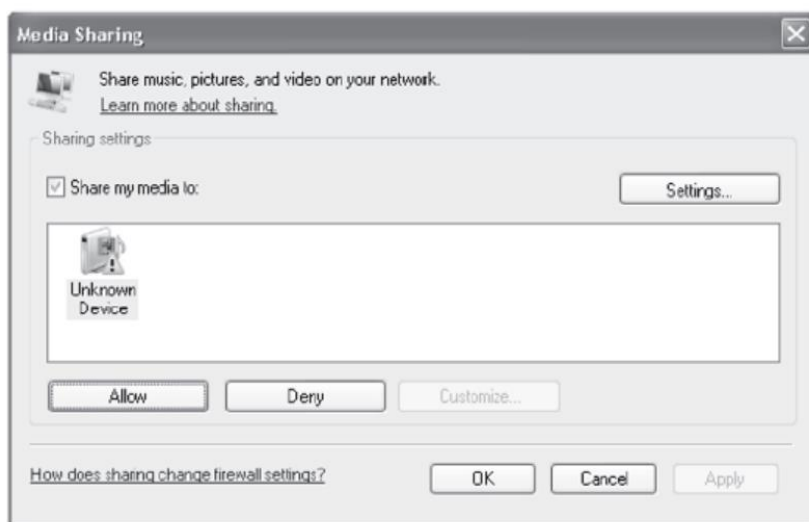 Media Sharing
Share music, pictures, and video on your network.
Learn more about sharing.
Sharing settings
Share my media to:
Settings...
Unknown
Device
Allow
Deny
Customize...
How does sharing change firewall settings?
OK
Cancel
Apply